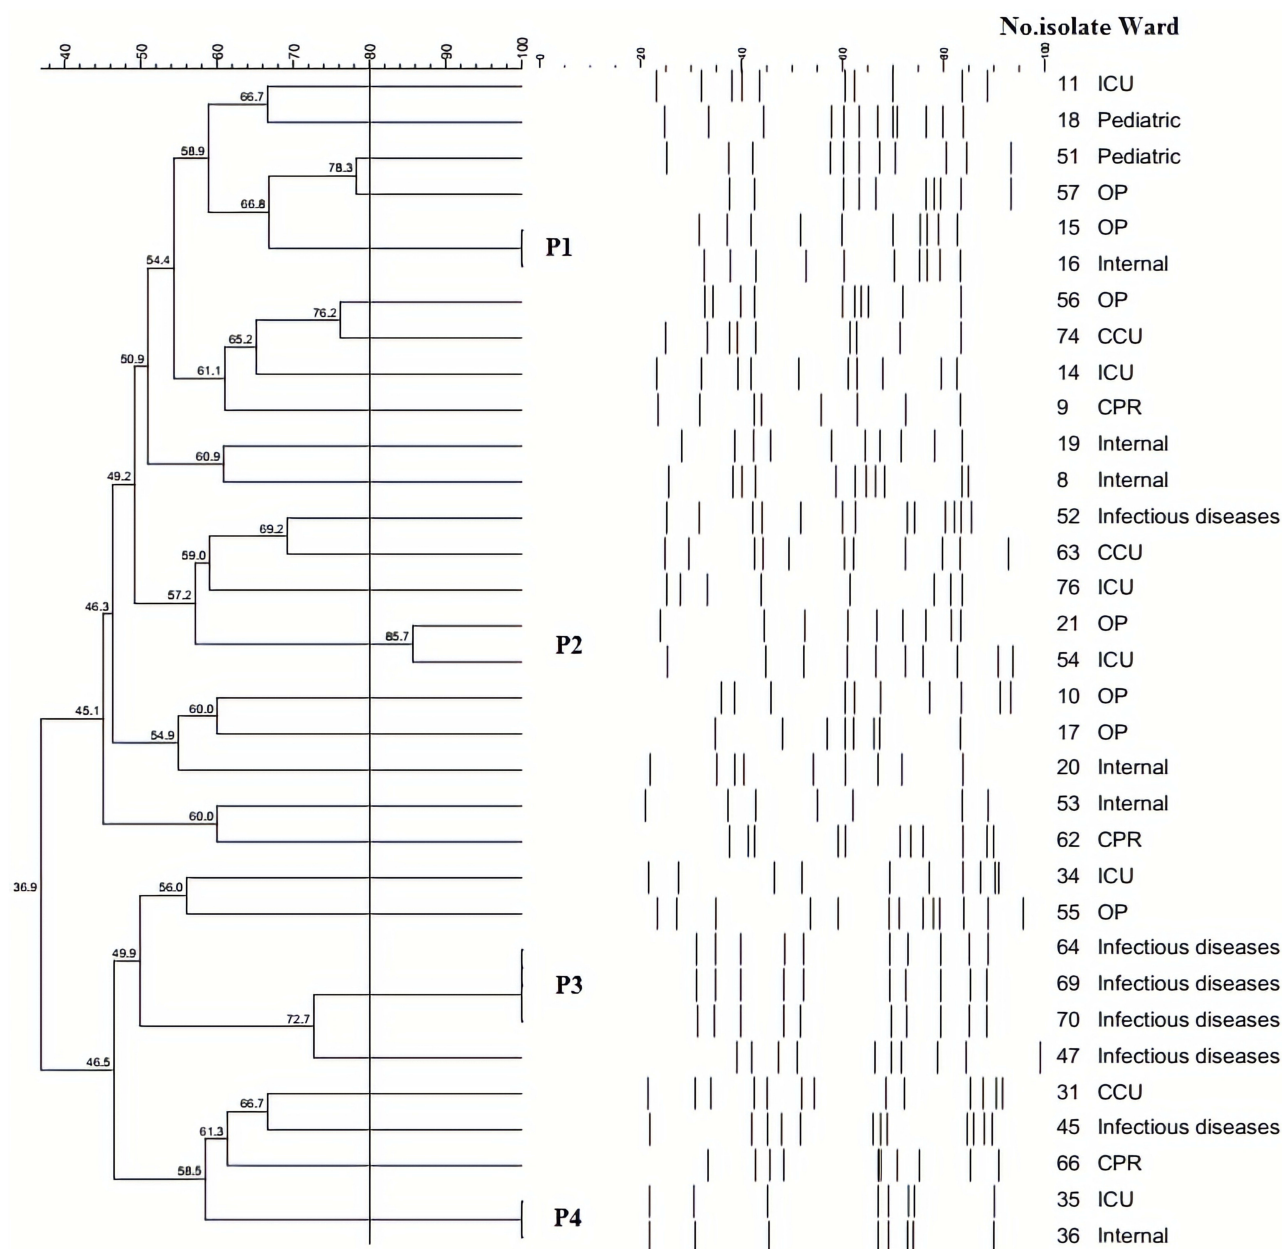 No.isolate Ward
40 50 60 70 80 90 100 0 20 40 60 80 100
66.7 11 ICU
18 Pediatric
58.9 78.3 51 Pediatric
57 OP
66.8 15 OP
P1
54.4 16 Internal
76.2 56 OP
65.2 74 CCU
50.9 61.1 14 ICU
9 CPR
60.9 19 Internal
49.2 8 Internal
69.2 52 Infectious diseases
59.0 63 CCU
57.2 76 ICU
46.3 21 OP
85.7 P2
54 ICU
60.0 10 OP
45.1 54.9 17 OP
20 Internal
60.0 53 Internal
62 CPR
36.9 56.0 34 ICU
55 OP
49.9 64 Infectious diseases
P3 69 Infectious diseases
72.7 70 Infectious diseases
46.5 47 Infectious diseases
66.7 31 CCU
61.3 45 Infectious diseases
58.5 66 CPR
35 ICU
P4
36 Internal